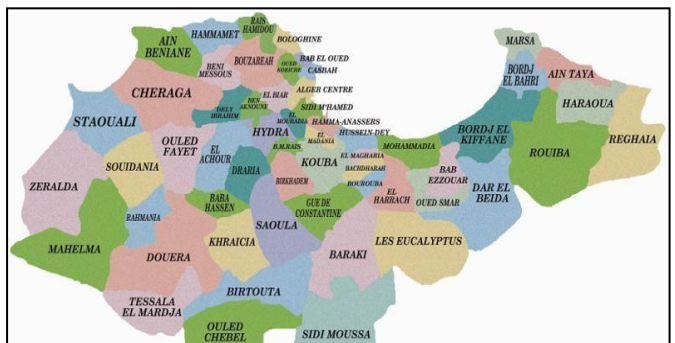 RAIS
HAMIDOU
HAMMAMET
BOLOGHINE
MARSA
AIN
BENIANE
BENI
MESSOUS
BOUZAREAH
OUED
KORICHE
BAB EL OUED
CASBAH
BORDJ
EL BAHRI
AIN TAYA
CHERAGA
EL BIAR
ALGER CENTRE
HARAOUA
STAOUALI
DELY
IBRAHIM
BEN
AKNOUNE
SIDI M'HAMED
EL
MOURADIA
HAMMA-ANASSERS
HYDRA
EL
MADANIA
HUSSEIN-DEY
BORDJ EL
KIFFANE
REGHAIA
OULED
FAYET
EL
ACHOUR
B.M.RAIS
MOHAMMADIA
ROUIBA
SOUIDANIA
DRARIA
KOUBA
EL MAGHARIA
BACHDJARAH
BAB
EZZOUAR
ZERALDA
BIRKHADEM
BOUROUBA
EL
HARRACH
DAR EL
BEIDA
BABA
HASSEN
GUE DE
CONSTANTINE
OUED SMAR
RAHMANIA
SAOULA
MAHELMA
DOUERA
KHRAICIA
BARAKI
LES EUCALYPTUS
TESSALA
EL MARDJA
BIRTOUTA
OULED
CHEBEL
SIDI MOUSSA